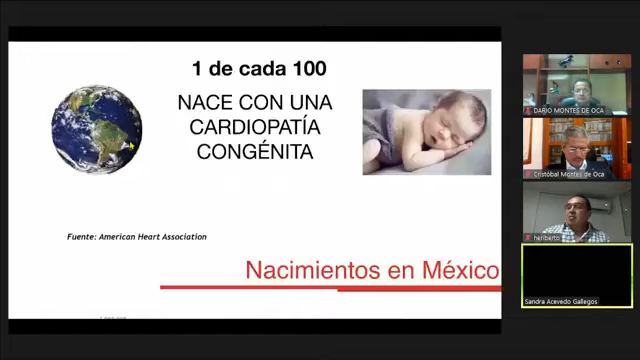 1 de cada 100
NACE CON UNA
CARDIOPATÍA
CONGÉNITA
Fuente: American Heart Association
Nacimientos en México
DARIO MONTES DE OCA
Cristóbal Montes de Oca
heriberto
Sandra Acevedo Gallegos